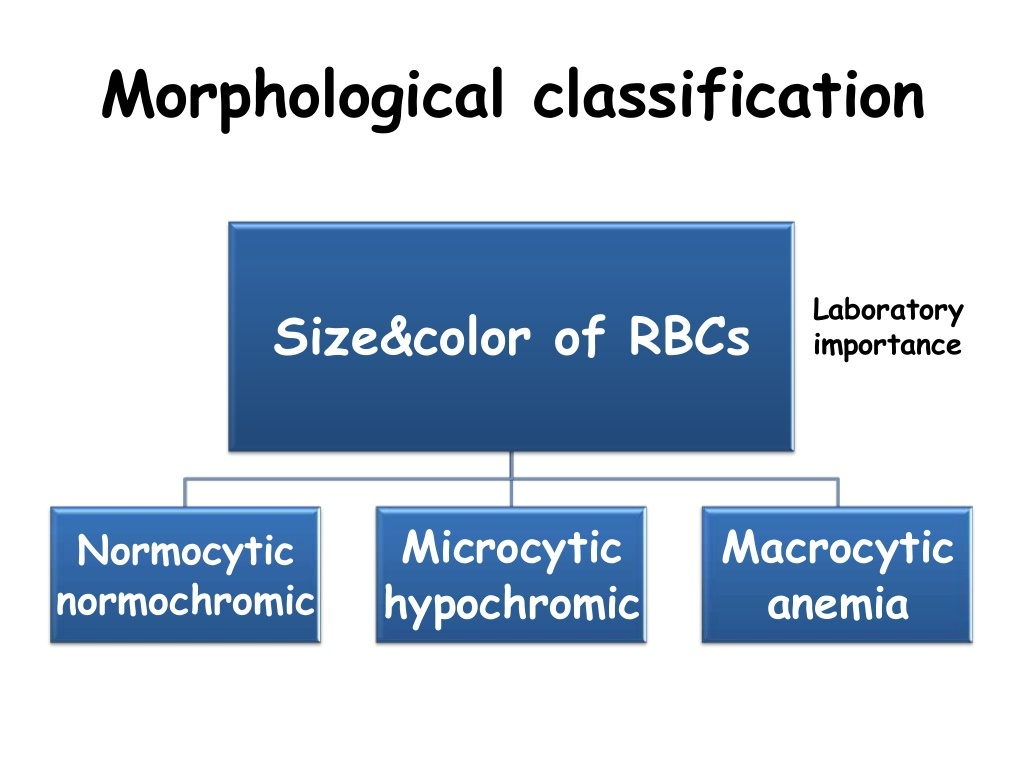 Morphological classification
Size&color of RBCs
Laboratory
importance
Normocytic
normochromic
Microcytic
hypochromic
Macrocytic
anemia